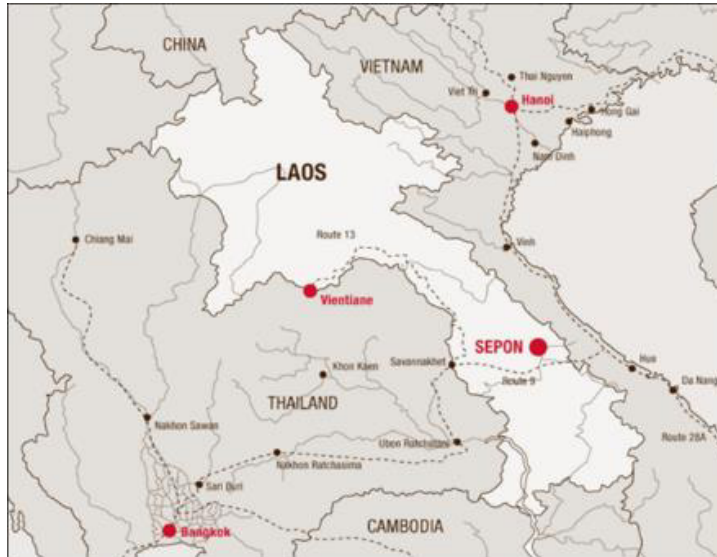 CHINA
VIETNAM
Thai Nguyen
Viet Tri
Hanoi
Hong Gai
Haiphong
Nam Dinh
LAOS
Route 13
Chiang Mai
Vinh
Vientiane
SEPON
Savannakhet
Khon Kaen
Hue
Route 9
Da Nang
THAILAND
Nakhon Sawan
Ubon Ratchitani
Route 28A
Nakhon Ratchasima
Sari Buri
CAMBODIA
Bangkok